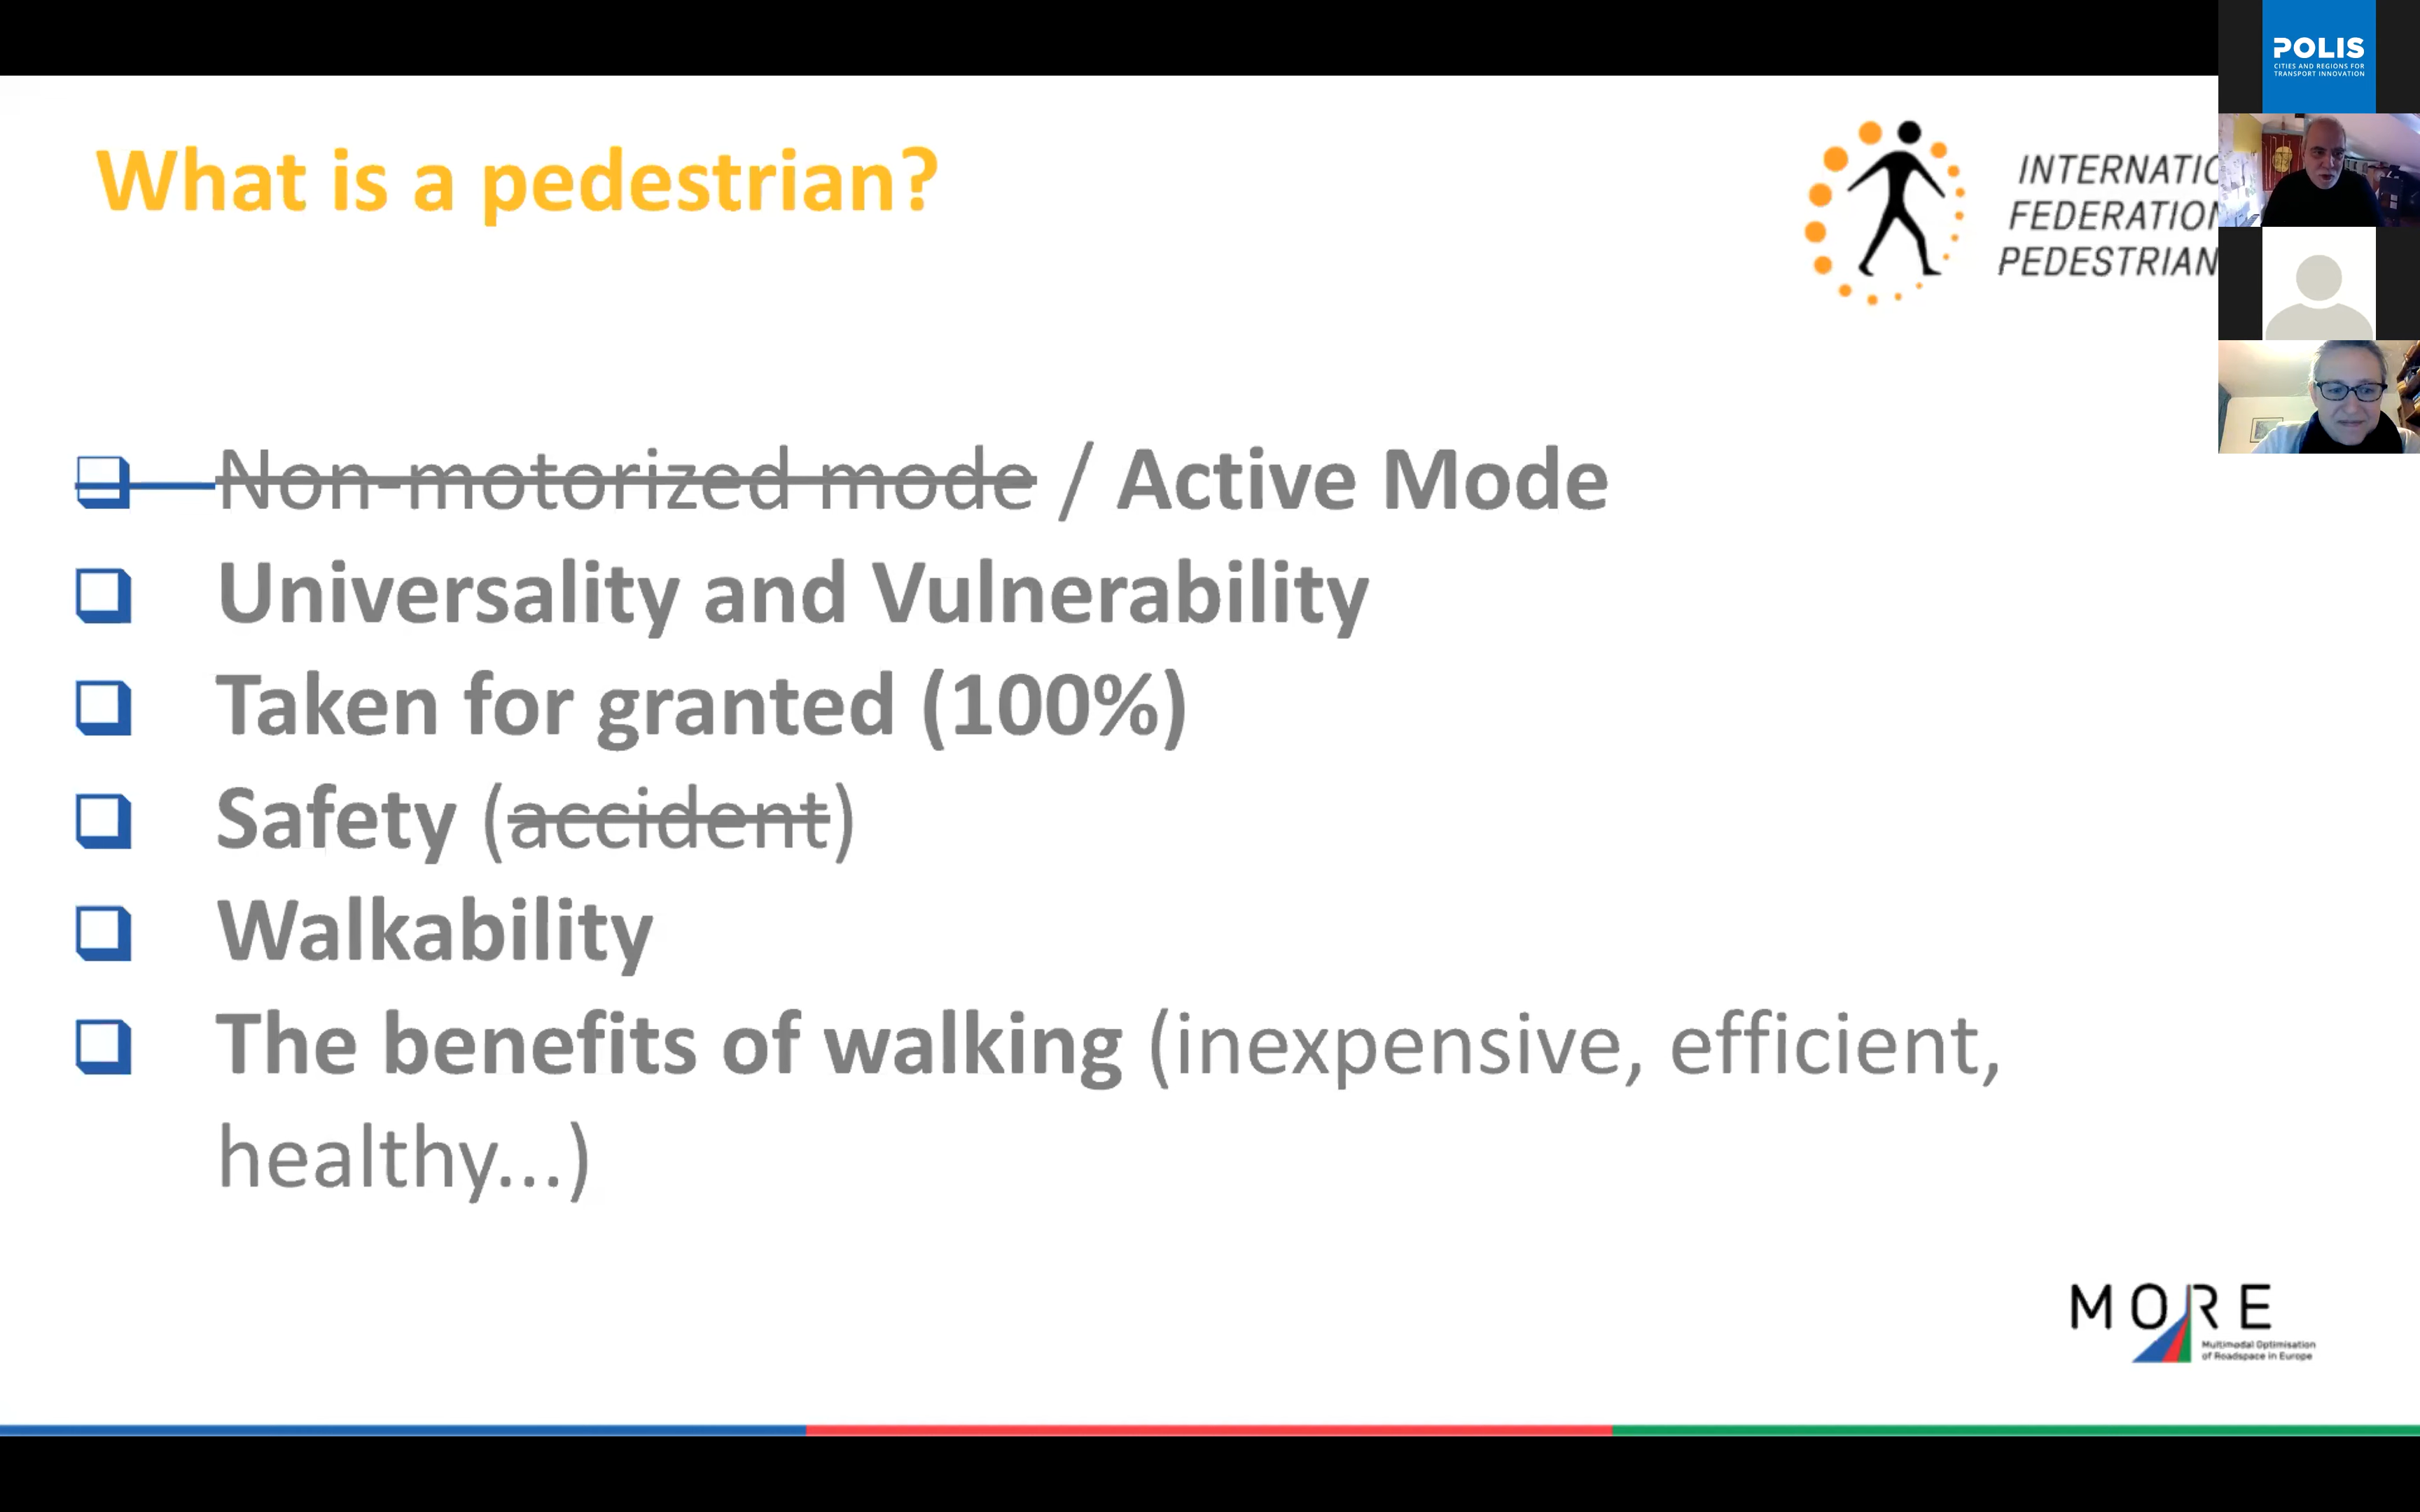 POLIS
CITIES AND REGIONS FOR
TRANSPORT INNOVATION
What is a pedestrian?
INTERNATIO
FEDERATION
PEDESTRIAN
Non-motorized mode / Active Mode
Universality and Vulnerability
Taken for granted (100%)
Safety (accident)
Walkability
The benefits of walking (inexpensive, efficient,
healthy...)
MORE
Multimodal Optimisation
of Roadspace in Europe